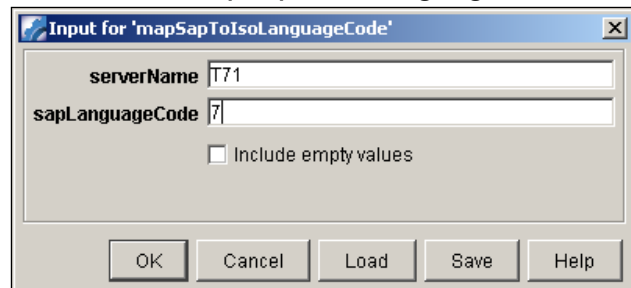 Input for 'mapSapToIsoLanguageCode'
serverName T71
sapLanguageCode 7
Include empty values
OK Cancel Load Save Help